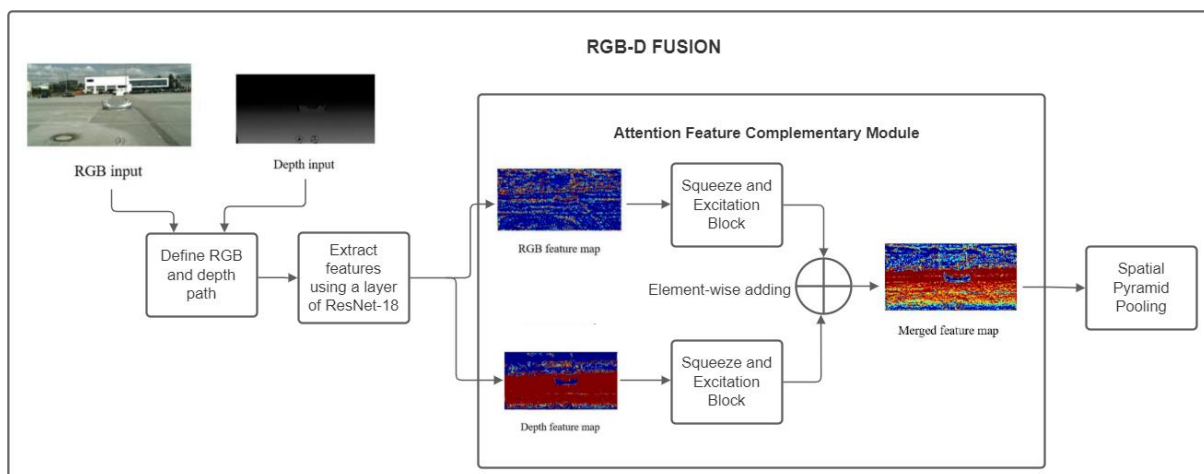 RGB-D FUSION
RGB input
Depth input
Define RGB
and depth
path
Extract
features
using a layer
of ResNet-18
Attention Feature Complementary Module
RGB feature map
Squeeze and
Excitation
Block
Element-wise adding
Depth feature map
Squeeze and
Excitation
Block
Merged feature map
Spatial
Pyramid
Pooling